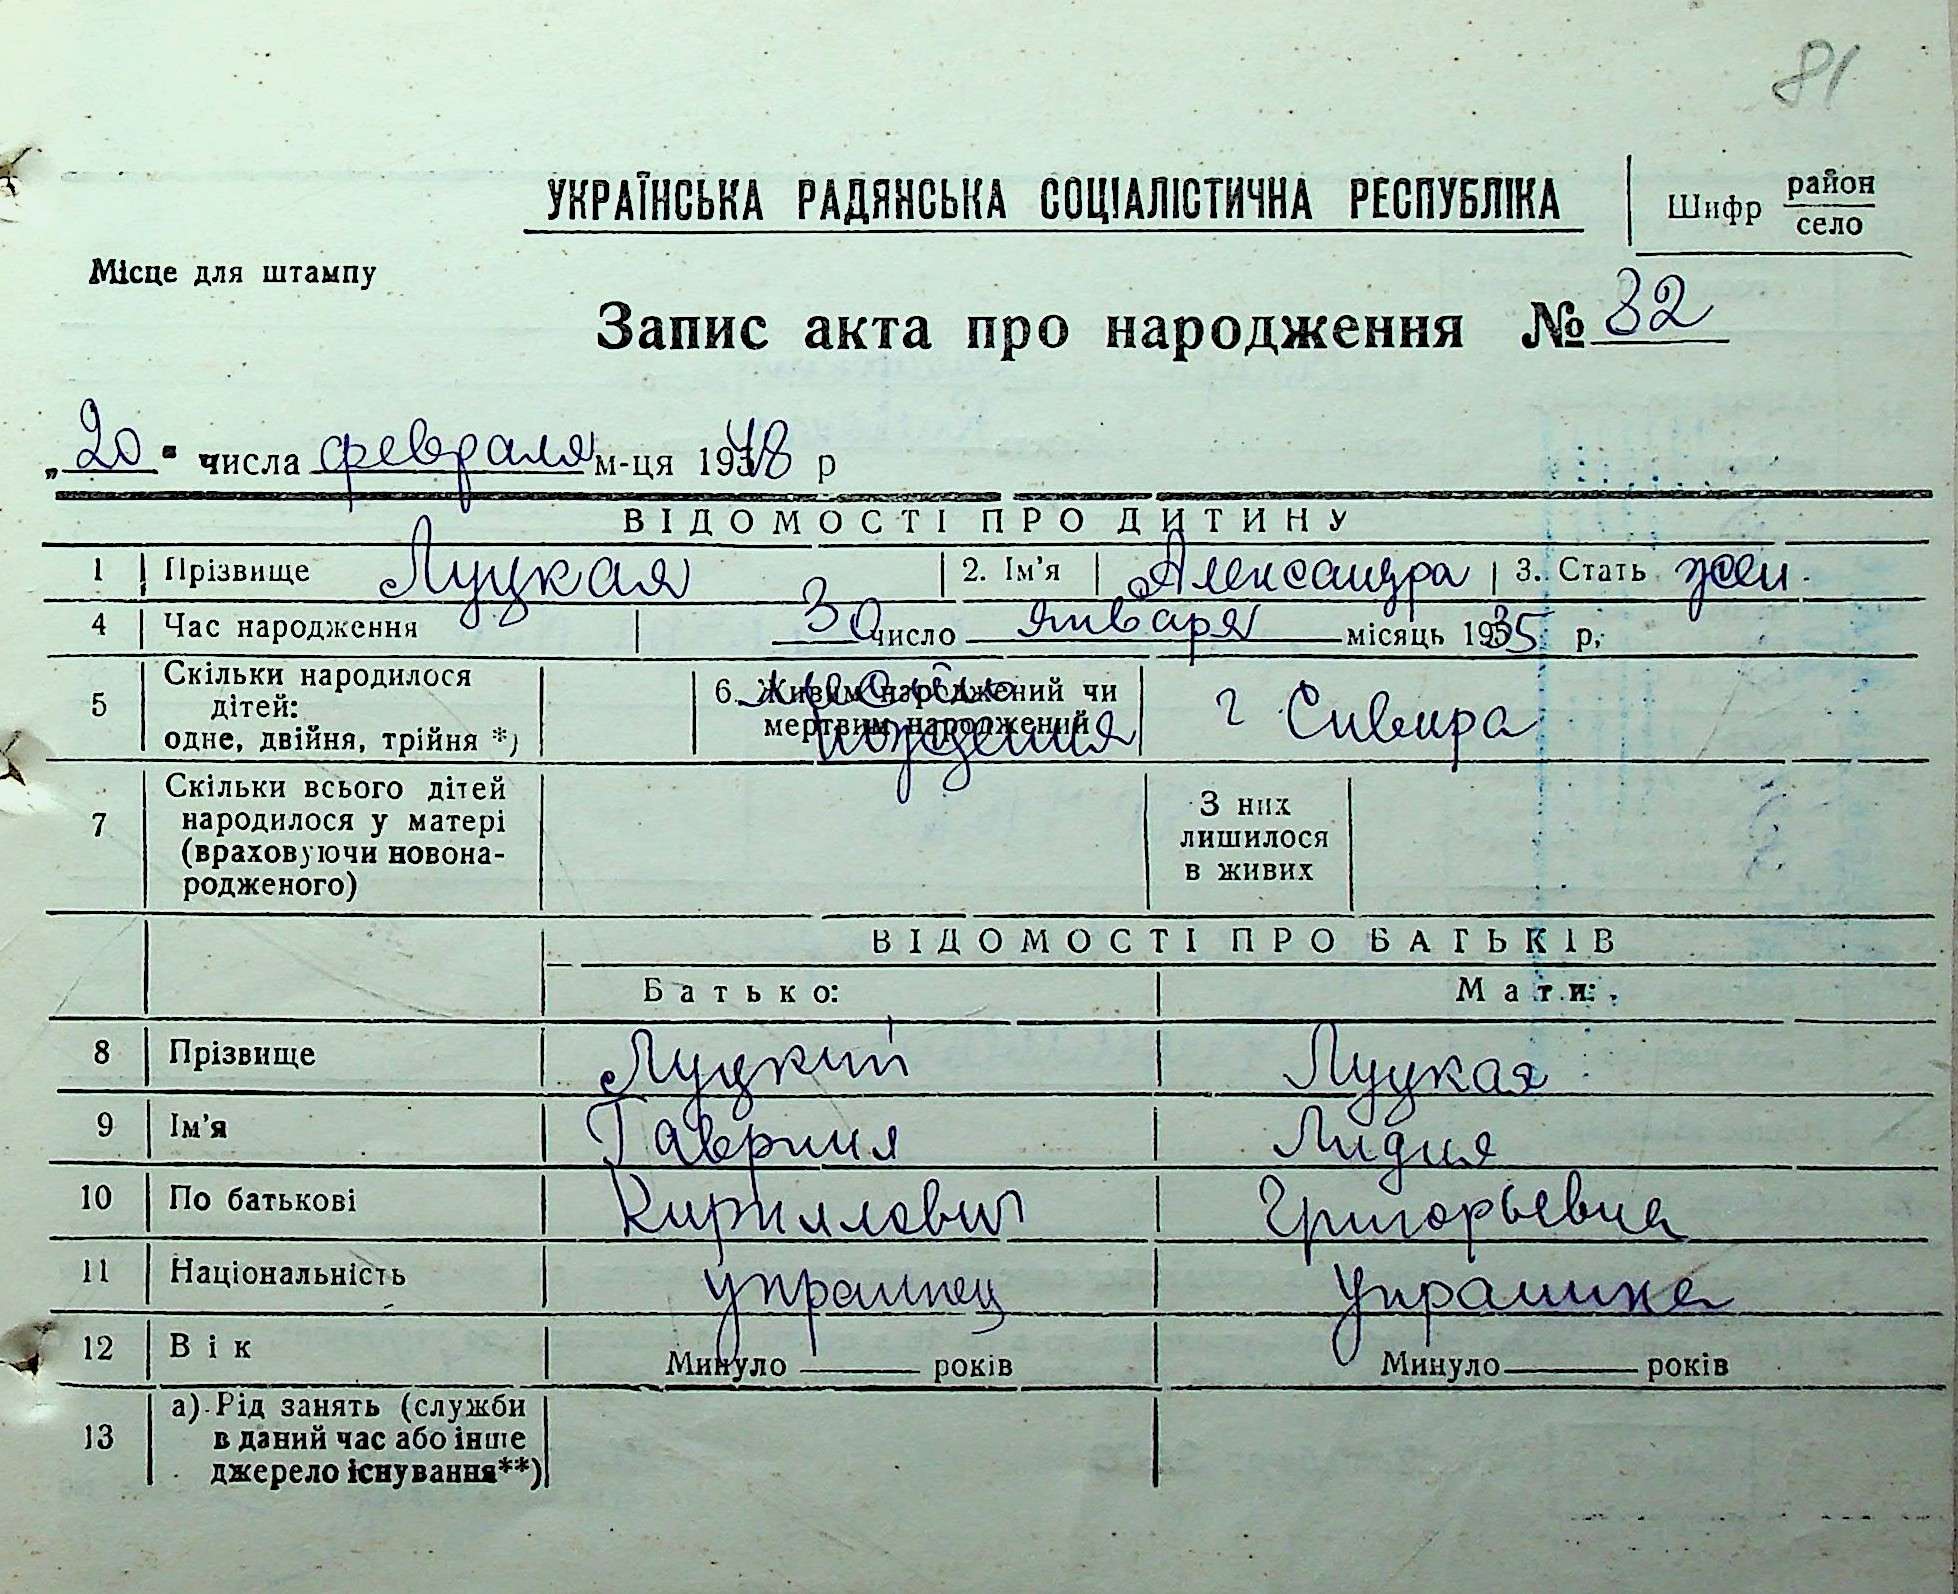 81
УКРАЇНСЬКА РАДЯНСЬКА СОЦІАЛІСТИЧНА РЕСПУБЛІКА
Шифр район
село
Місце для штампу
Запис акта про народження № 32
„20" числа февраля м-ця 1948 р
ВІДОМОСТІ ПРО ДИТИНУ
1 Прізвище Луцкая 2. Ім'я Александра 3. Стать жен.
4 Час народження 30 число января місяць 1935 р.
5 Скільки народилося дітей: одне, двійня, трійня *) 6. Живим народжений чи мертвим народжений место рождения г
7 Скільки всього дітей народилося у матері (враховуючи новонародженого) З них лишилося в живих
ВІДОМОСТІ ПРО БАТЬКІВ
Батько: Мати:
8 Прізвище Луцкий Луцкая
9 Ім'я Гавриил Лидия
10 По батькові Кириллович Григорьевна
11 Національність украинец Украинка
12 Вік Минуло років Минуло років
13 а) Рід занять (служби в даний час або інше джерело існування**)